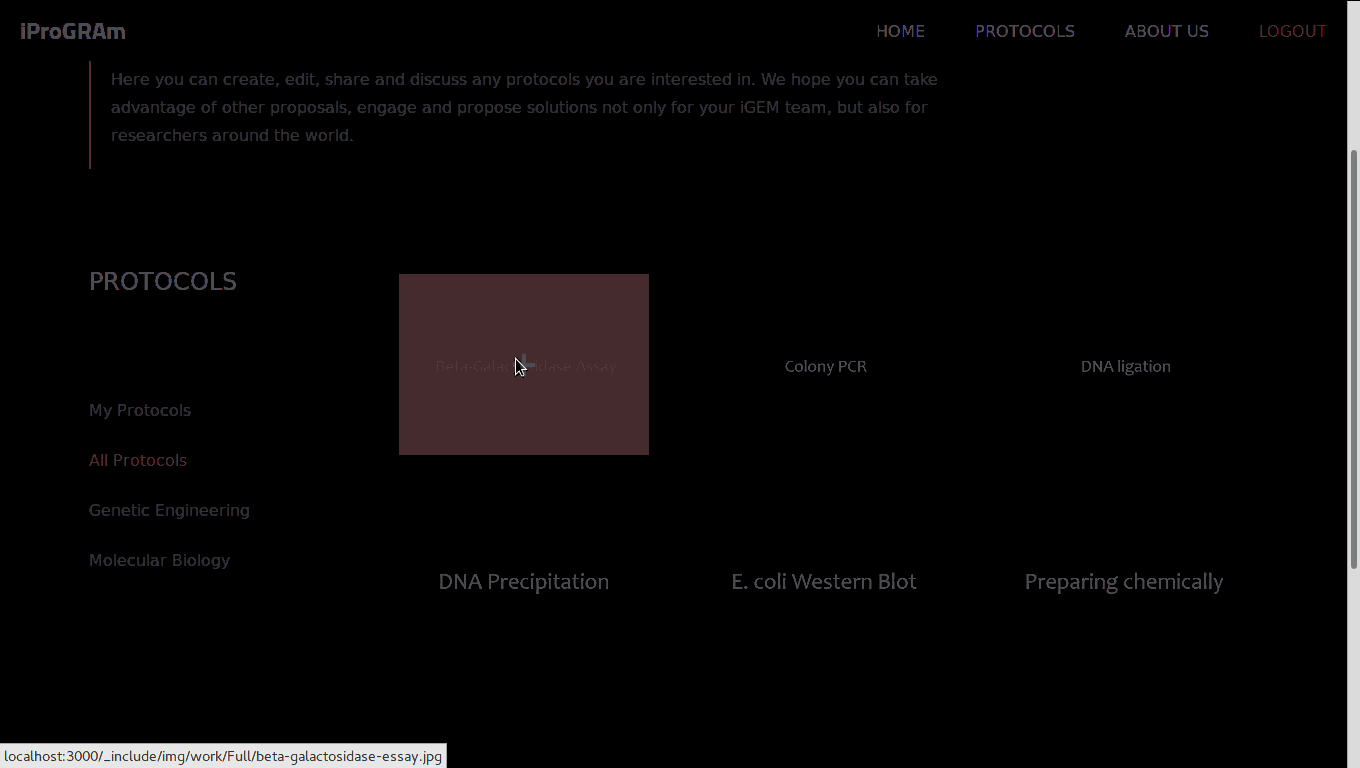 iProGRAm
HOME
PROTOCOLS
ABOUT US
LOGOUT
Here you can create, edit, share and discuss any protocols you are interested in. We hope you can take
advantage of other proposals, engage and propose solutions not only for your iGEM team, but also for
researchers around the world.
PROTOCOLS
My Protocols
All Protocols
Genetic Engineering
Molecular Biology
Beta-Galactosidase Assay
Colony PCR
DNA ligation
DNA Precipitation
E. coli Western Blot
Preparing chemically
localhost:3000/_include/img/work/Full/beta-galactosidase-essay.jpg